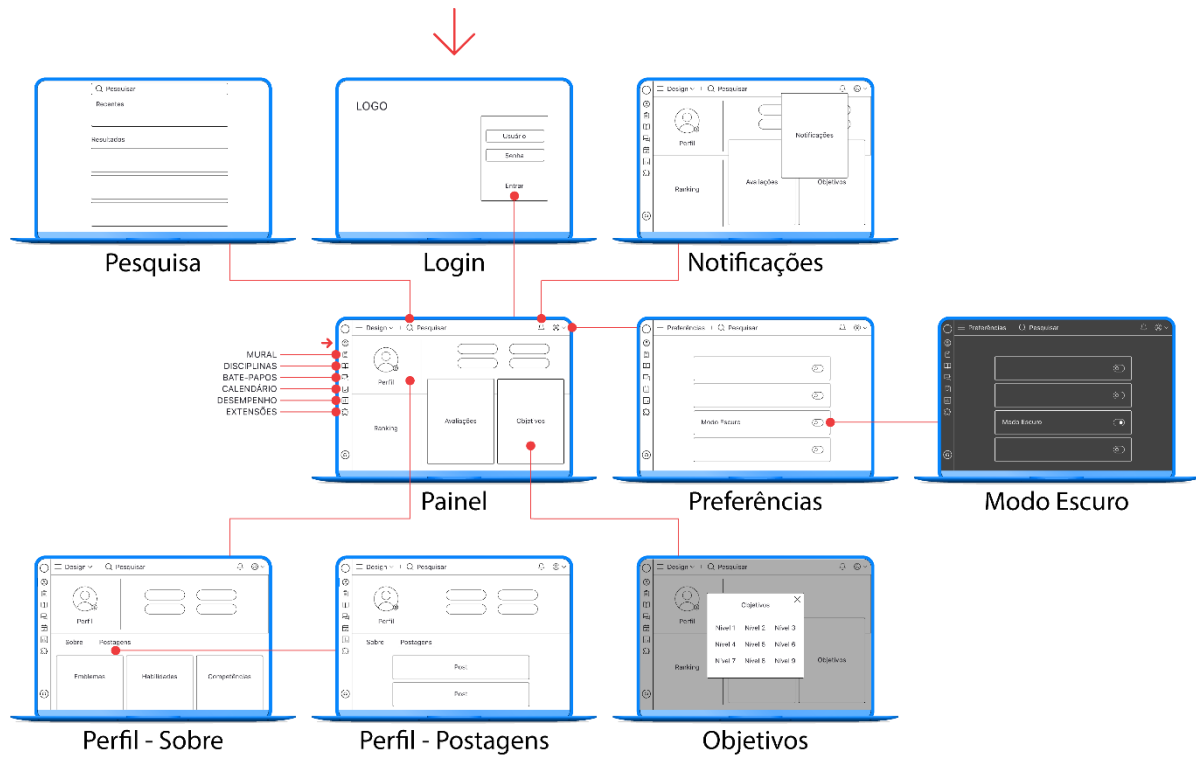 Pesquisar
Recentes
Resultados
Pesquisa
LOGO
Usuário
Senha
Entrar
Login
Design
Pesquisar
Perfil
Notificações
Ranking
Avaliações
Objetivos
Notificações
MURAL
DISCIPLINAS
BATE-PAPOS
CALENDÁRIO
DESEMPENHO
EXTENSÕES
Design
Pesquisar
Perfil
Ranking
Avaliações
Objetivos
Painel
Preferências
Pesquisar
Modo Escuro
Preferências
Preferências
Pesquisar
Modo Escuro
Modo Escuro
Design
Pesquisar
Perfil
Sobre Postagens
Emblemas Habilidades Competências
Perfil - Sobre
Design
Pesquisar
Perfil
Sobre Postagens
Post
Post
Perfil - Postagens
Design
Pesquisar
Perfil
Ranking
Objetivos
Objetivos
Nível 1 Nível 2 Nível 3
Nível 4 Nível 5 Nível 6
Nível 7 Nível 8 Nível 9
Objetivos